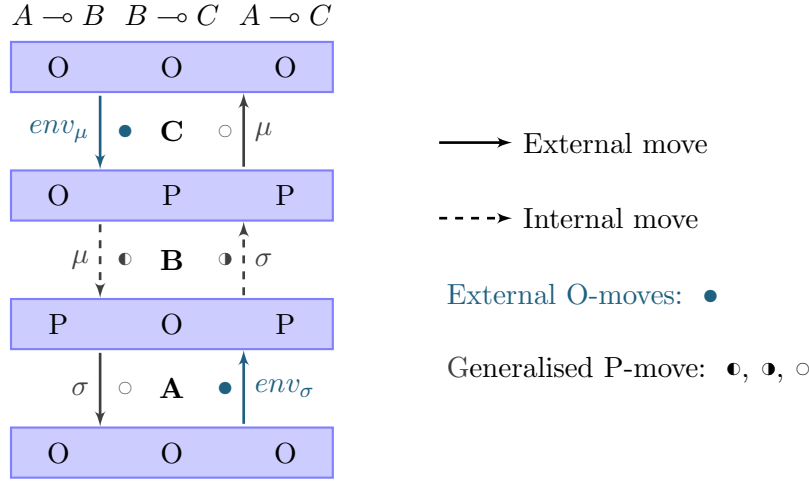 A ⊸ B B ⊸ C A ⊸ C
O O O
env_μ ● C ○ μ
External move
O P P
μ ◐ B ◑ σ
Internal move
External O-moves: ●
P O P
Generalised P-move: ◐, ◑, ○
σ ○ A ● env_σ
O O O